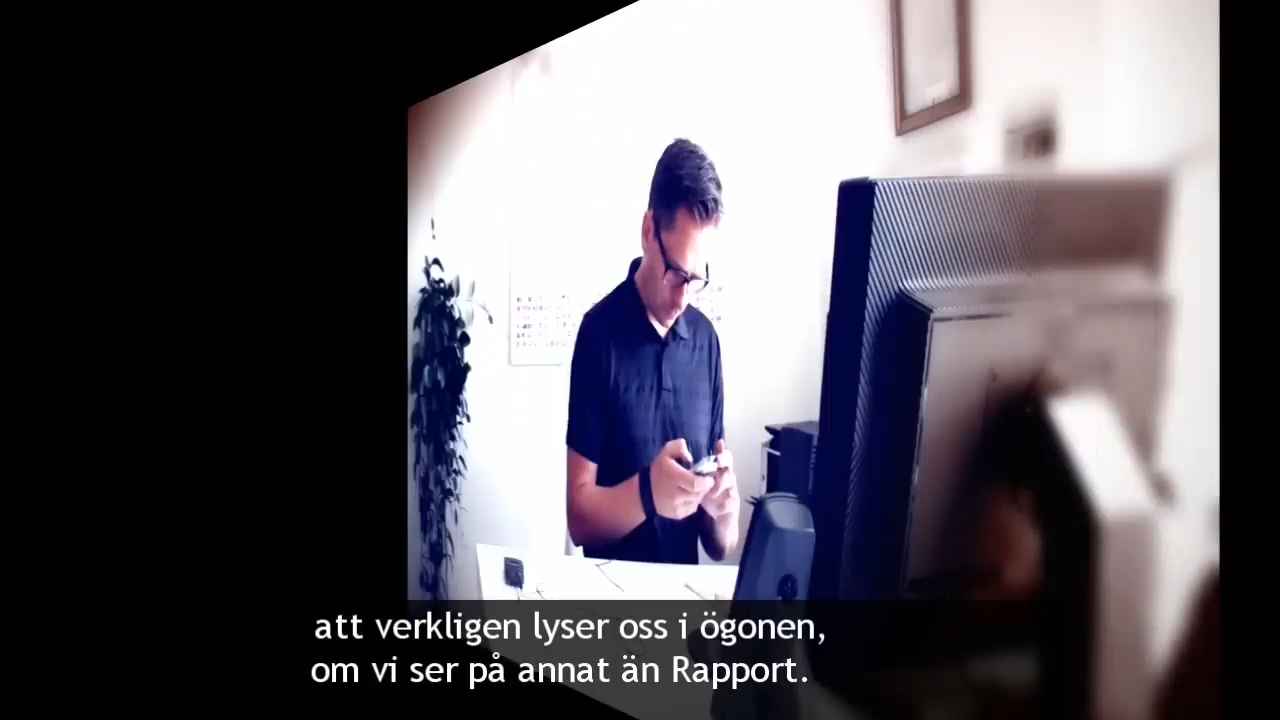 att verkligen lyser oss i ögonen,
om vi ser på annat än Rapport.